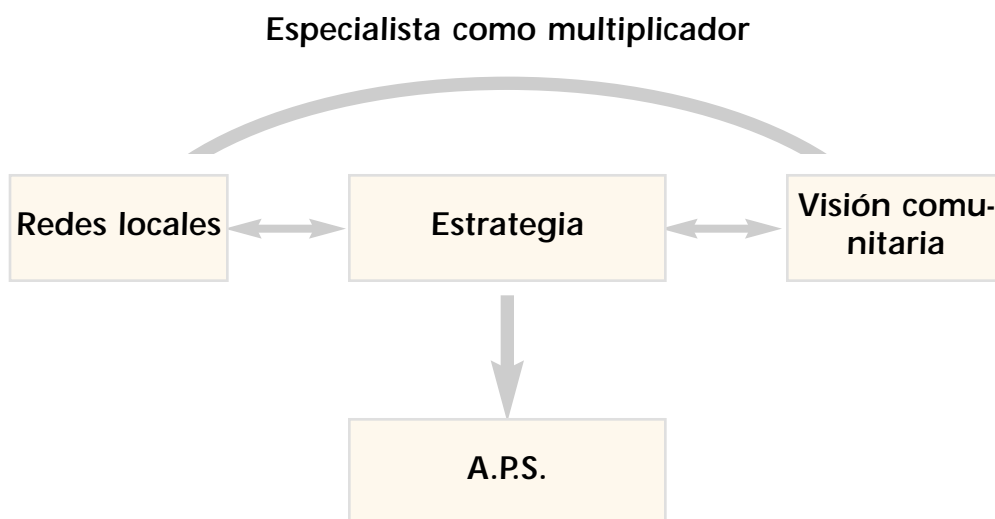 Especialista como multiplicador
Redes locales
Estrategia
Visión comu-
nitaria
A.P.S.